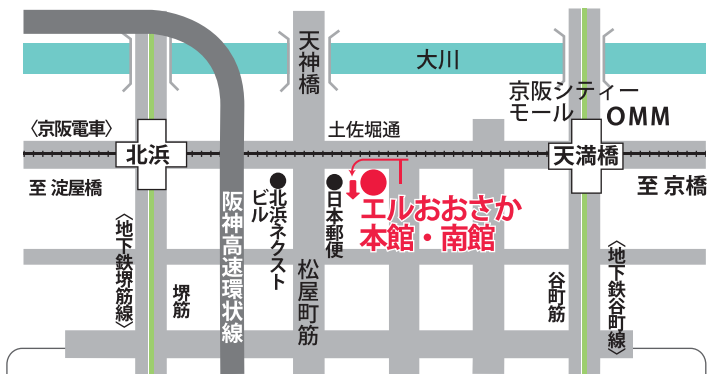 天神橋
大川
京阪シティー
モール
OMM
〈京阪電車〉
土佐堀通
北浜
天満橋
至 淀屋橋
至 京橋
北浜ネクスト
ビル
日本郵便
エルおおさか
本館・南館
阪神高速環状線
〈地下鉄堺筋線〉
堺筋
松屋町筋
谷町筋
〈地下鉄谷町線〉